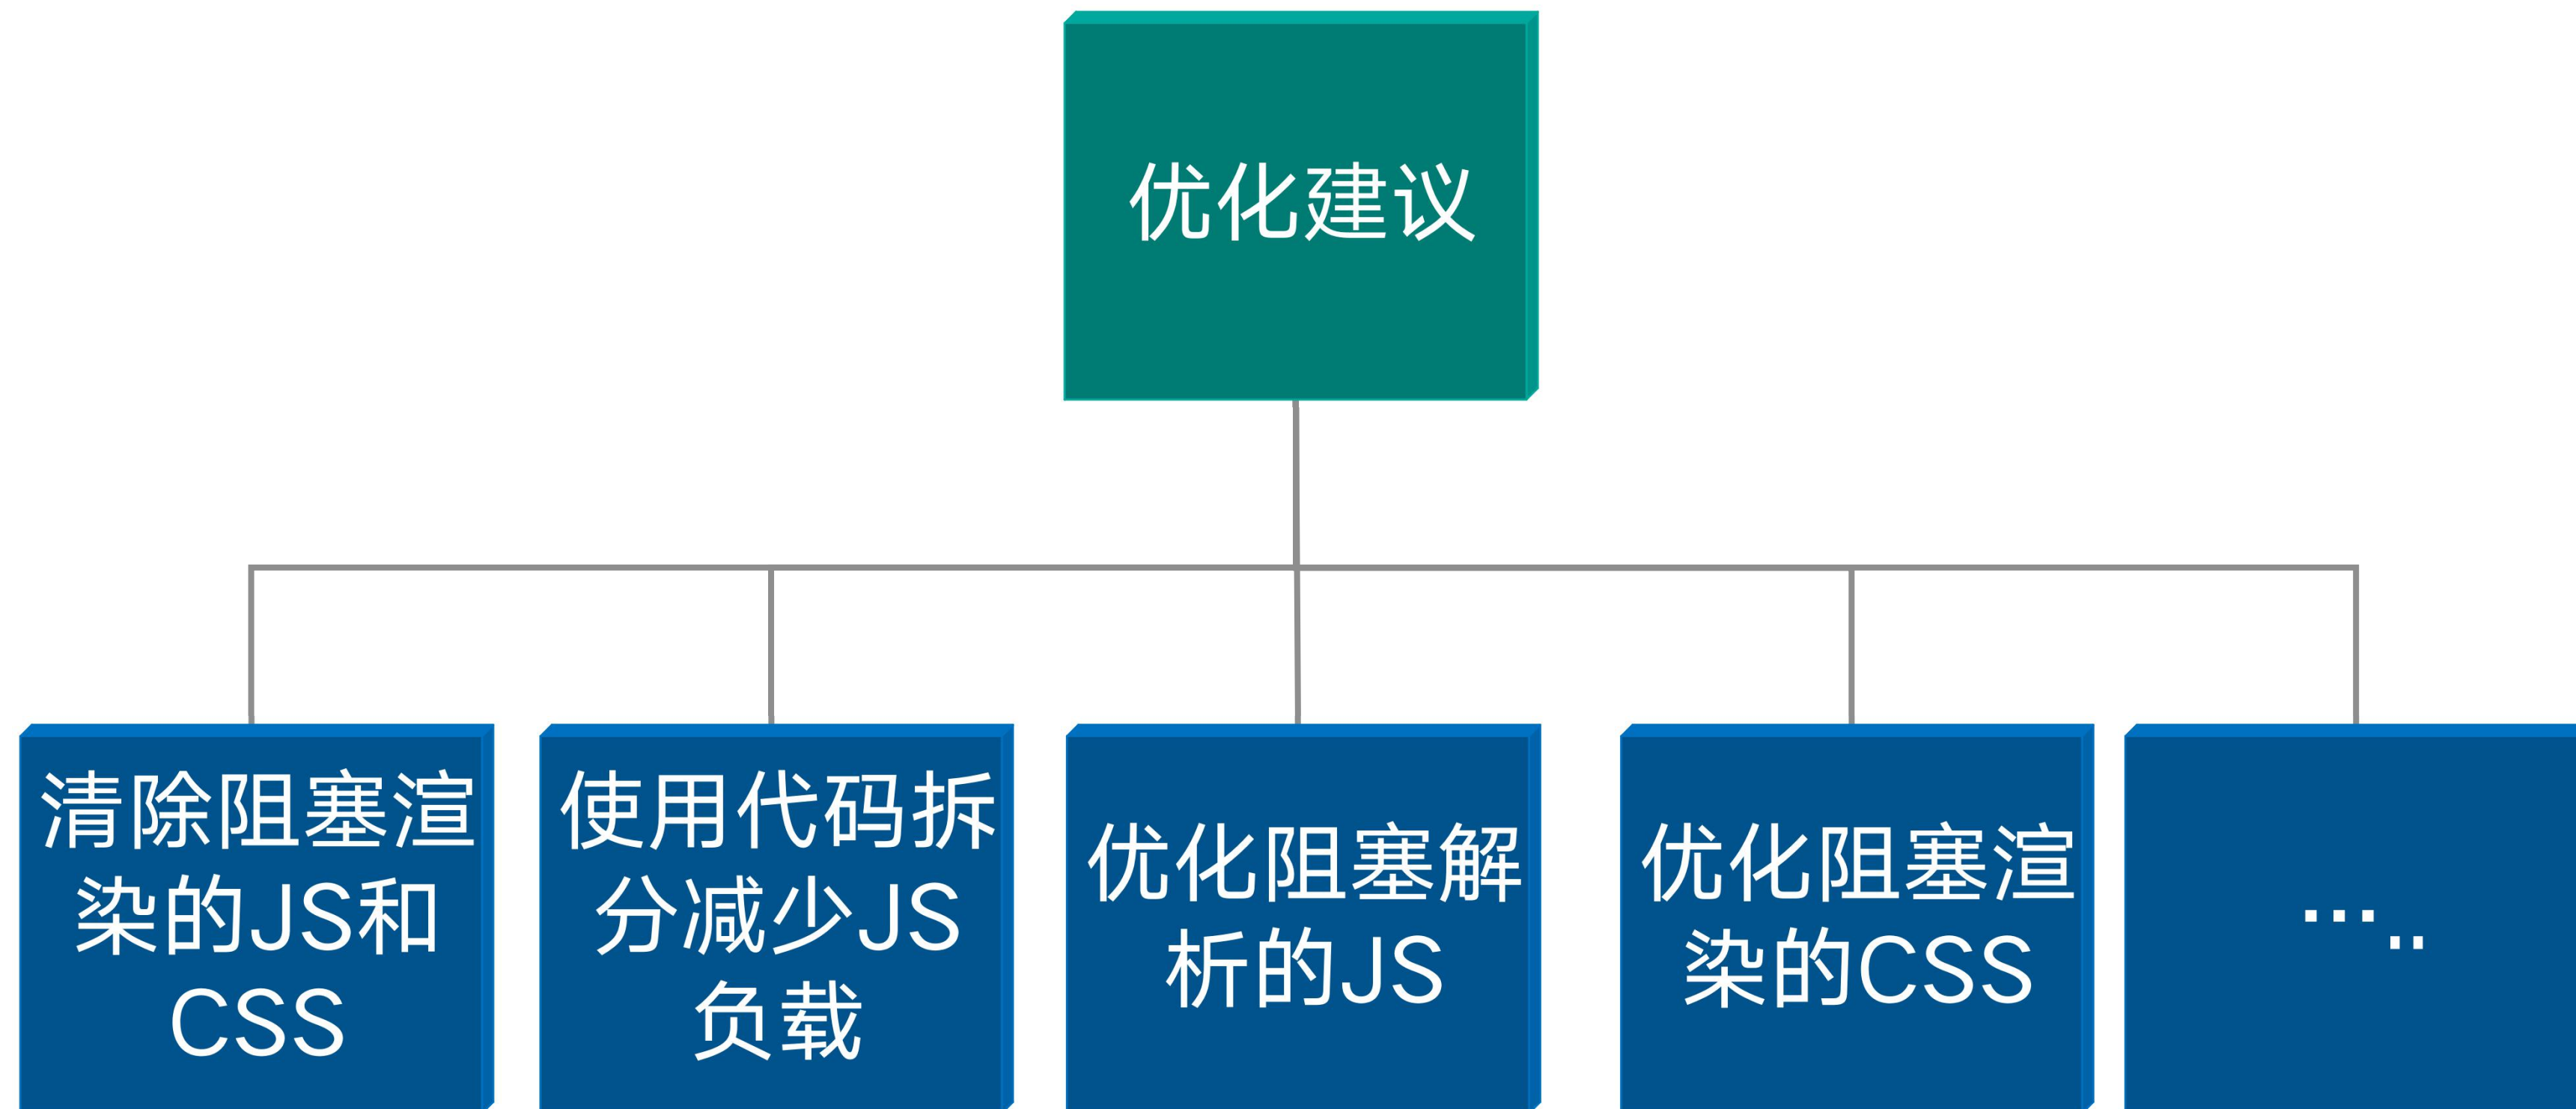 优化建议
清除阻塞渲
染的JS和
CSS
使用代码拆
分减少JS
负载
优化阻塞解
析的JS
优化阻塞渲
染的CSS
…..